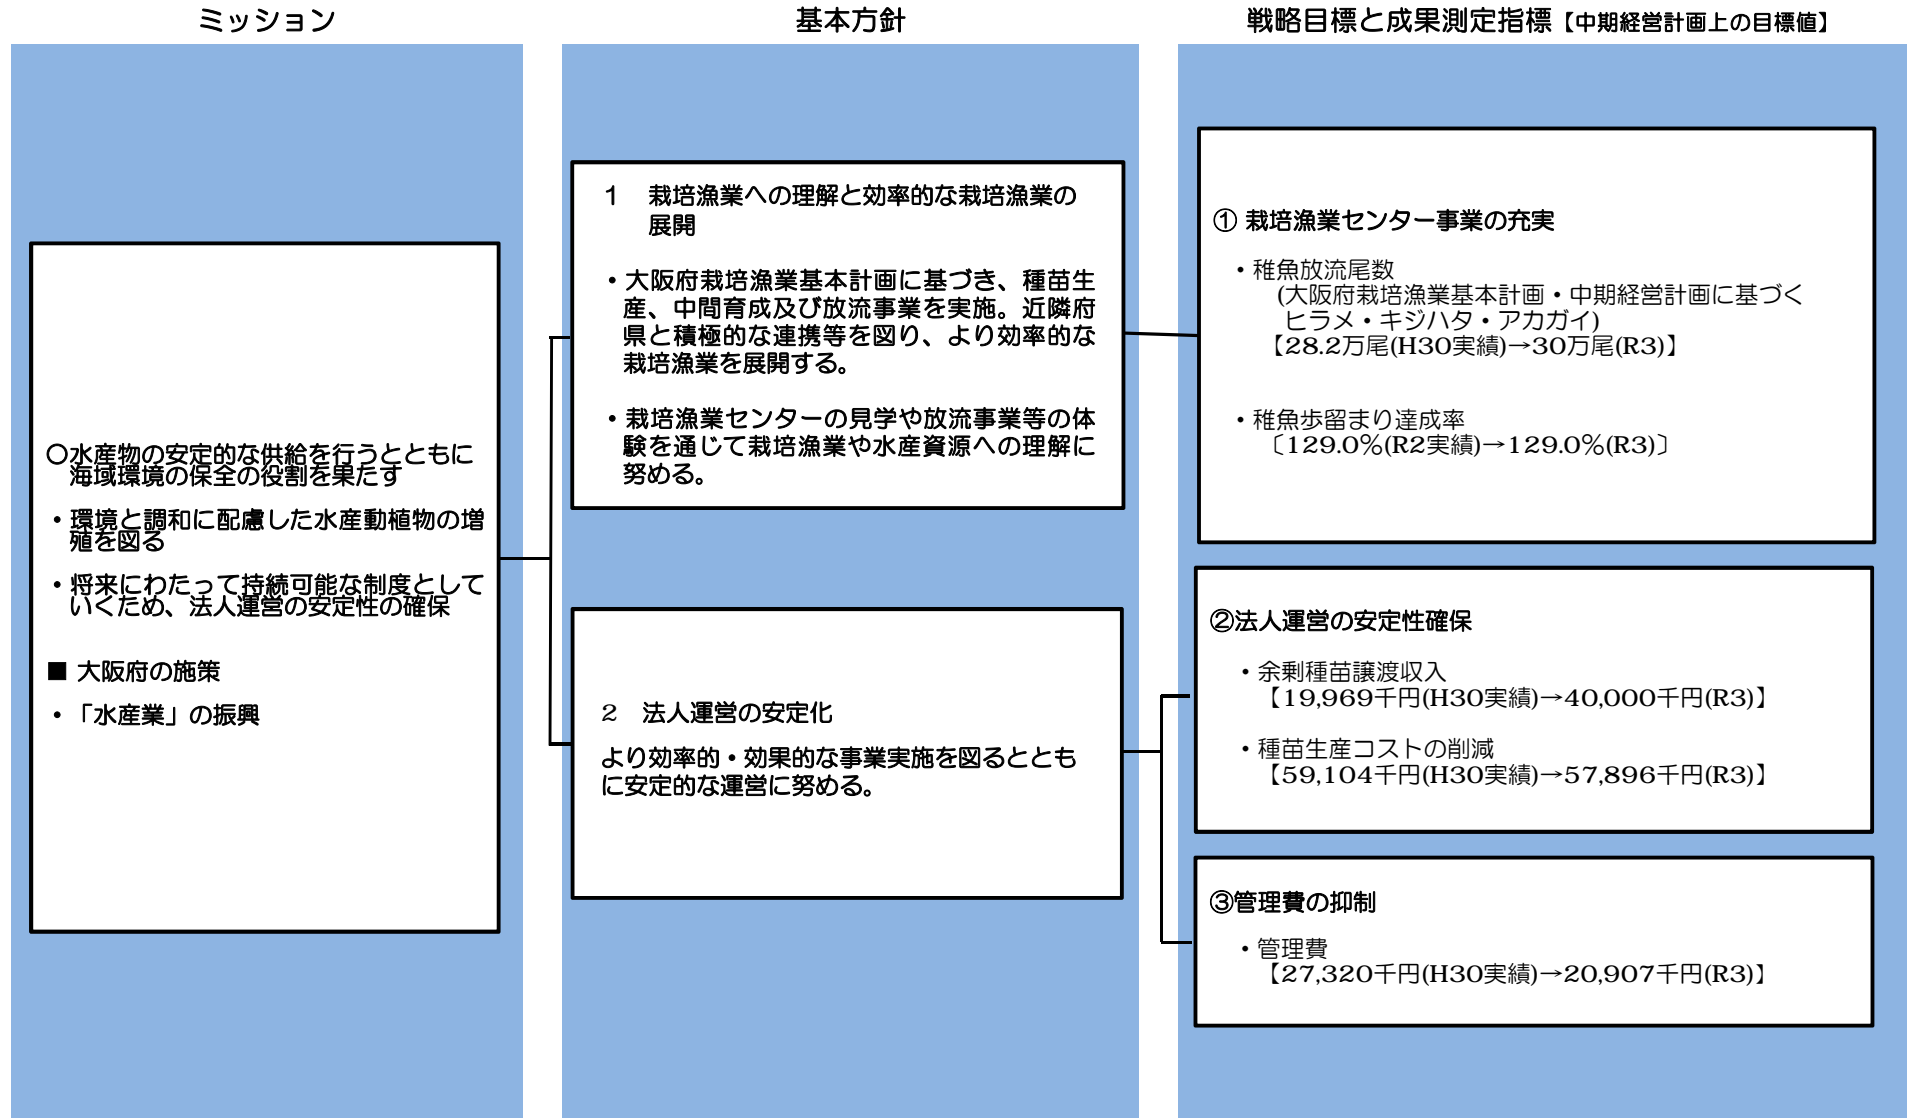 ミッション
〇水産物の安定的な供給を行うとともに
海域環境の保全の役割を果たす
・環境と調和に配慮した水産動植物の増
殖を図る
・将来にわたって持続可能な制度として
いくため、法人運営の安定性の確保
■ 大阪府の施策
・「水産業」の振興
基本方針
1 栽培漁業への理解と効率的な栽培漁業の
展開
・大阪府栽培漁業基本計画に基づき、種苗生
産、中間育成及び放流事業を実施。近隣府
県と積極的な連携等を図り、より効率的な
栽培漁業を展開する。
・栽培漁業センターの見学や放流事業等の体
験を通じて栽培漁業や水産資源への理解に
努める。
2 法人運営の安定化
より効率的・効果的な事業実施を図るととも
に安定的な運営に努める。
戦略目標と成果測定指標【中期経営計画上の目標値】
① 栽培漁業センター事業の充実
・稚魚放流尾数
(大阪府栽培漁業基本計画・中期経営計画に基づく
ヒラメ・キジハタ・アカガイ)
【28.2万尾(H30実績)→30万尾(R3)】
・稚魚歩留まり達成率
〔129.0%(R2実績)→129.0%(R3)〕
②法人運営の安定性確保
・余剰種苗譲渡収入
【19,969千円(H30実績)→40,000千円(R3)】
・種苗生産コストの削減
【59,104千円(H30実績)→57,896千円(R3)】
③管理費の抑制
・管理費
【27,320千円(H30実績)→20,907千円(R3)】